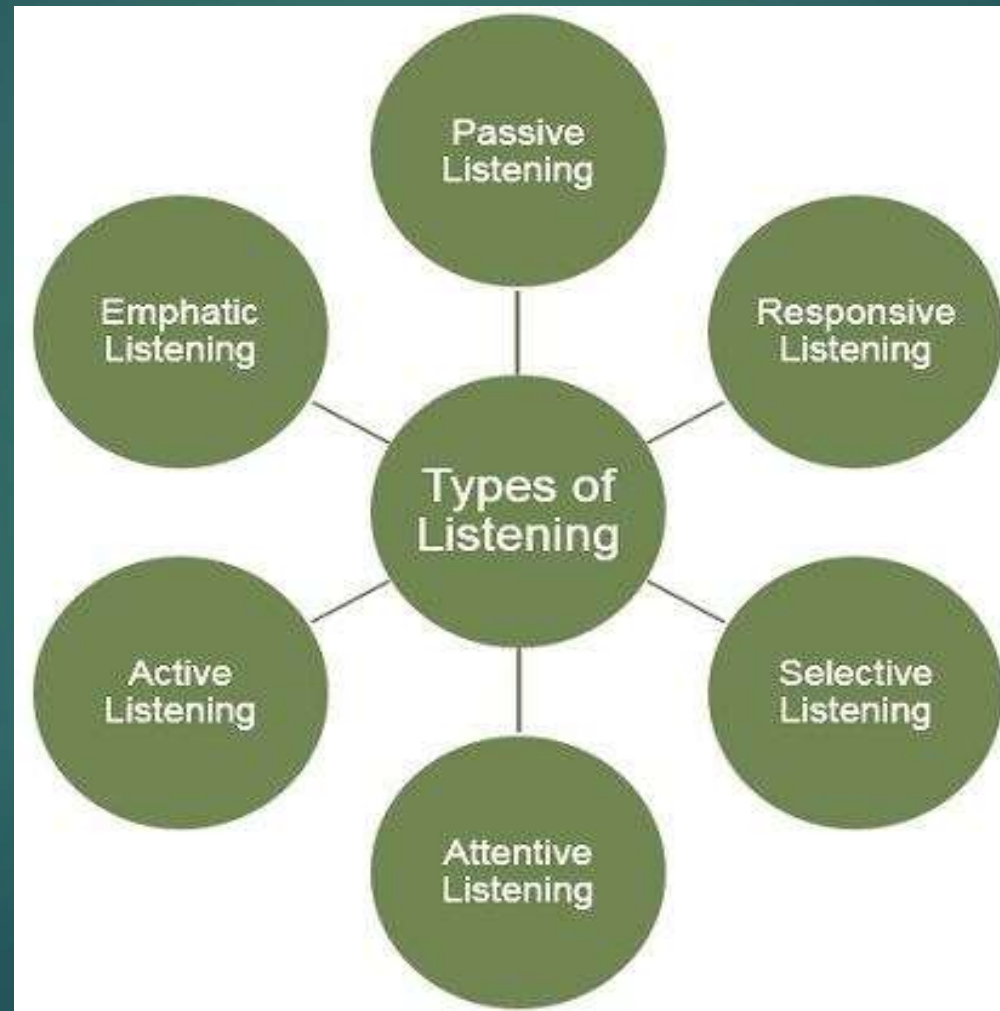 Passive
Listening
Emphatic
Listening
Responsive
Listening
Types of
Listening
Active
Listening
Selective
Listening
Attentive
Listening